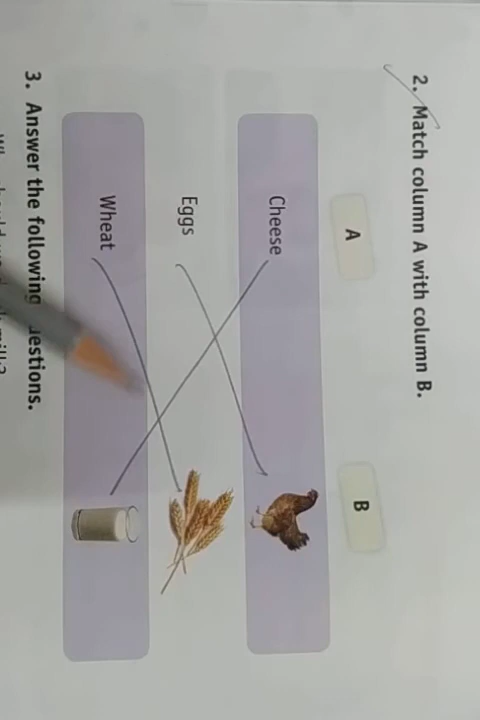 2. Match column A with column B.
A B
Cheese
Eggs
Wheat
3. Answer the following